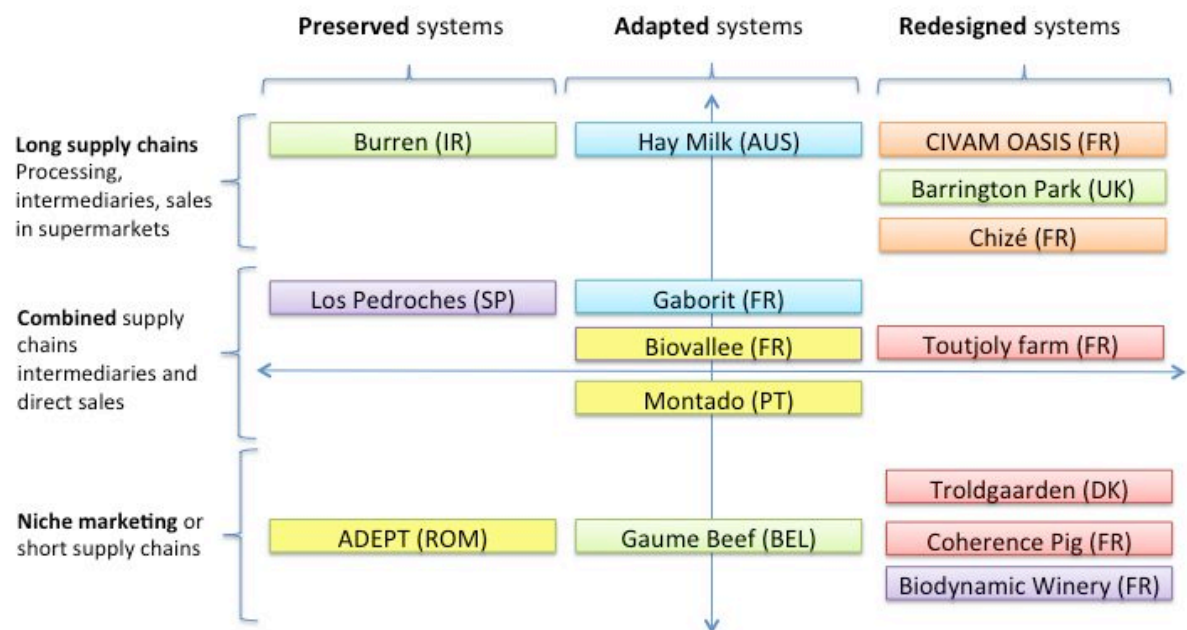 Preserved systems
Adapted systems
Redesigned systems
Long supply chains
Processing,
intermediaries, sales
in supermarkets
Burren (IR)
Hay Milk (AUS)
CIVAM OASIS (FR)
Barrington Park (UK)
Chizé (FR)
Combined supply
chains
intermediaries and
direct sales
Los Pedroches (SP)
Gaborit (FR)
Biovallee (FR)
Toutjoly farm (FR)
Montado (PT)
Niche marketing or
short supply chains
ADEPT (ROM)
Gaume Beef (BEL)
Troldgaarden (DK)
Coherence Pig (FR)
Biodynamic Winery (FR)